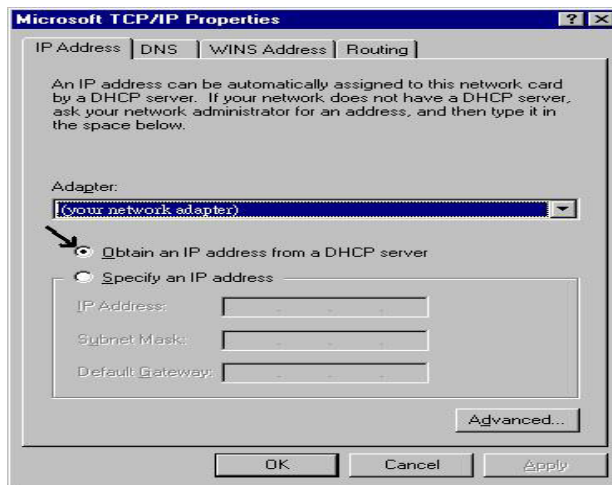 Microsoft TCP/IP Properties
IP Address DNS WINS Address Routing
An IP address can be automatically assigned to this network card
by a DHCP server. If your network does not have a DHCP server,
ask your network administrator for an address, and then type it in
the space below.
Adapter:
(your network adapter)
Obtain an IP address from a DHCP server
Specify an IP address
IP Address:
Subnet Mask:
Default Gateway:
Advanced...
OK Cancel Apply